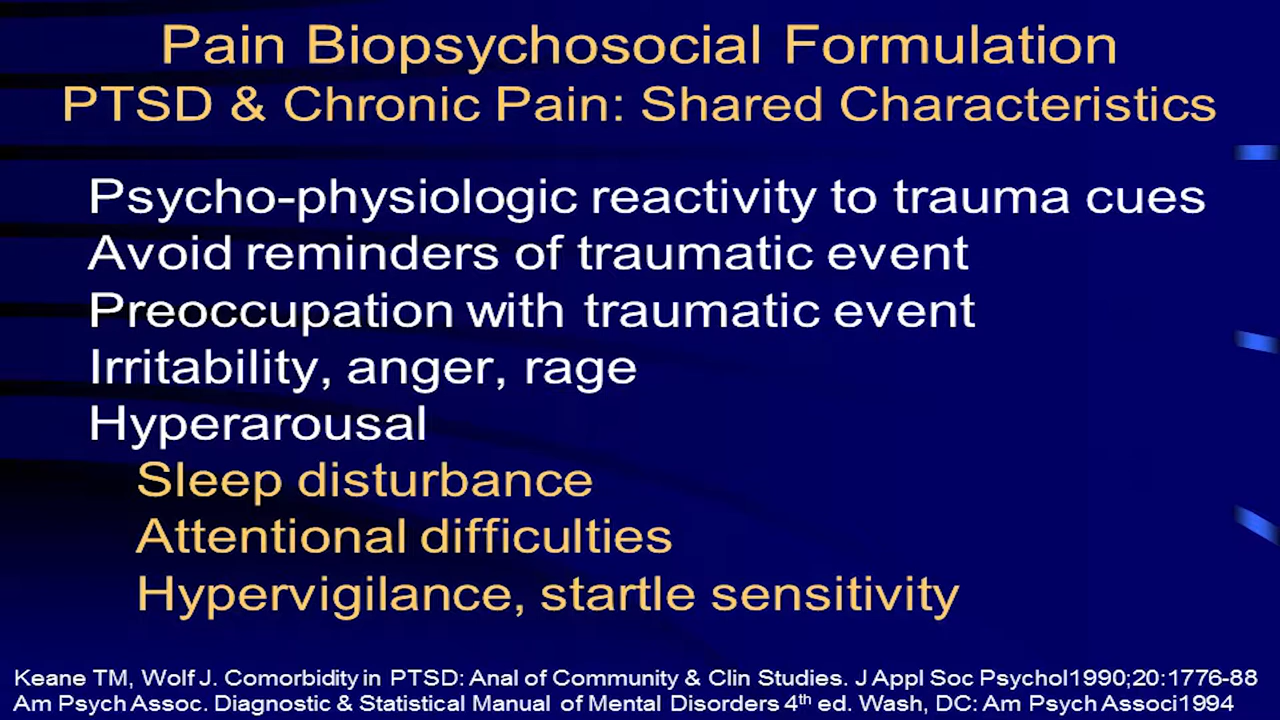 Pain Biopsychosocial Formulation
PTSD & Chronic Pain: Shared Characteristics
Psycho-physiologic reactivity to trauma cues
Avoid reminders of traumatic event
Preoccupation with traumatic event
Irritability, anger, rage
Hyperarousal
Sleep disturbance
Attentional difficulties
Hypervigilance, startle sensitivity
Keane TM, Wolf J. Comorbidity in PTSD: Anal of Community & Clin Studies. J Appl Soc Psychol1990;20:1776-88
Am Psych Assoc. Diagnostic & Statistical Manual of Mental Disorders 4th ed. Wash, DC: Am Psych Associ1994